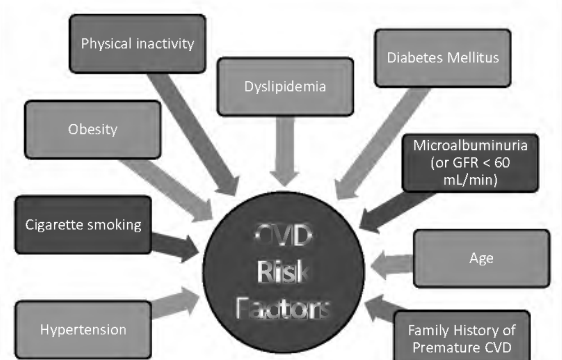 Physical inactivity
Diabetes Mellitus
Dyslipidemia
Obesity
Microalbuminuria
(or GFR < 60
mL/min)
Cigarette smoking
CVD
Risk
Factors
Age
Hypertension
Family History of
Premature CVD